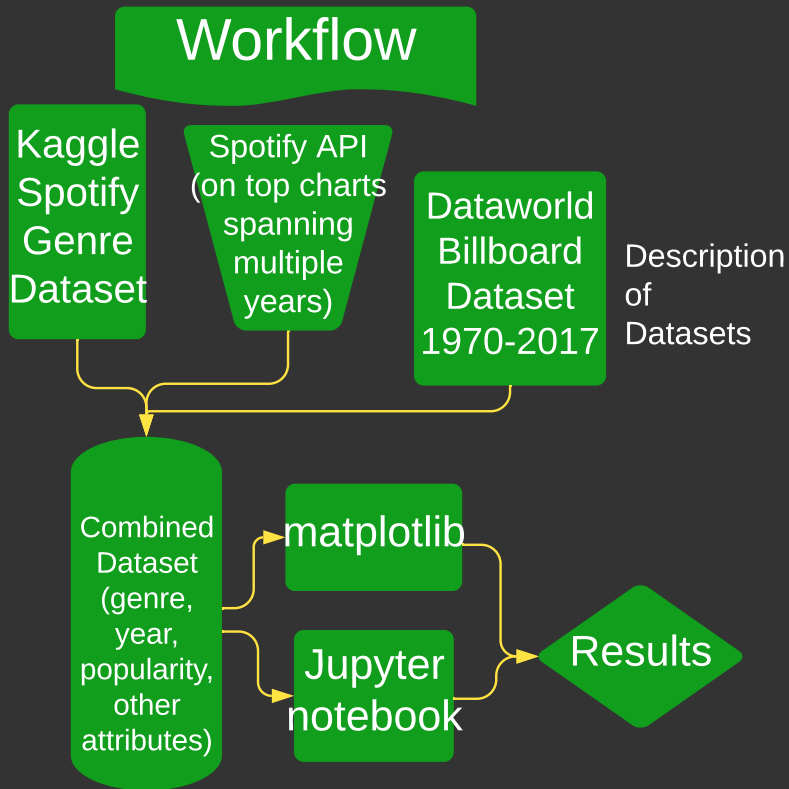 Workflow
Kaggle
Spotify
Genre
Dataset
Spotify API
(on top charts
spanning
multiple
years)
Dataworld
Billboard
Dataset
1970-2017
Description
of
Datasets
Combined
Dataset
(genre,
year,
popularity,
other
attributes)
matplotlib
Jupyter
notebook
Results